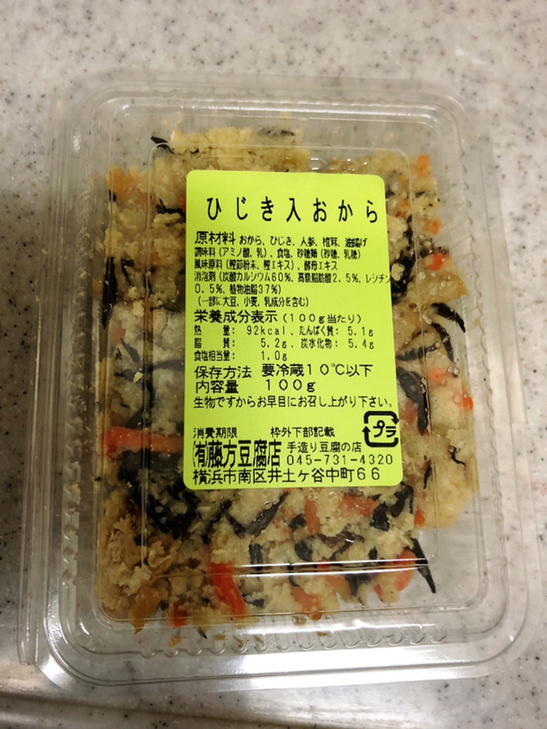 ひじき入おから
原材料 おから、ひじき、人参、椎茸、油揚げ
調味料（アミノ酸、乳）、食塩、砂糖類（砂糖、乳糖）
風味原料（鰹節粉末、鰹エキス）、酵母エキス
消泡剤（炭酸カルシウム60％、高級脂肪酸2.5％、レシチン
0.5％、植物油脂37％）
（一部に大豆、小麦、乳成分を含む）
栄養成分表示（100g当たり）
熱 量： 92kcal、たんぱく質： 5.1g
脂 質： 5.2g、炭水化物： 5.4g
食塩相当量： 1.0g
保存方法 要冷蔵10℃以下
内容量 100g
生物ですからお早目にお召し上がり下さい。
プラ
消費期限 枠外下部記載
㈲藤方豆腐店 手造り豆腐の店 045-731-4320
横浜市南区井土ヶ谷中町66